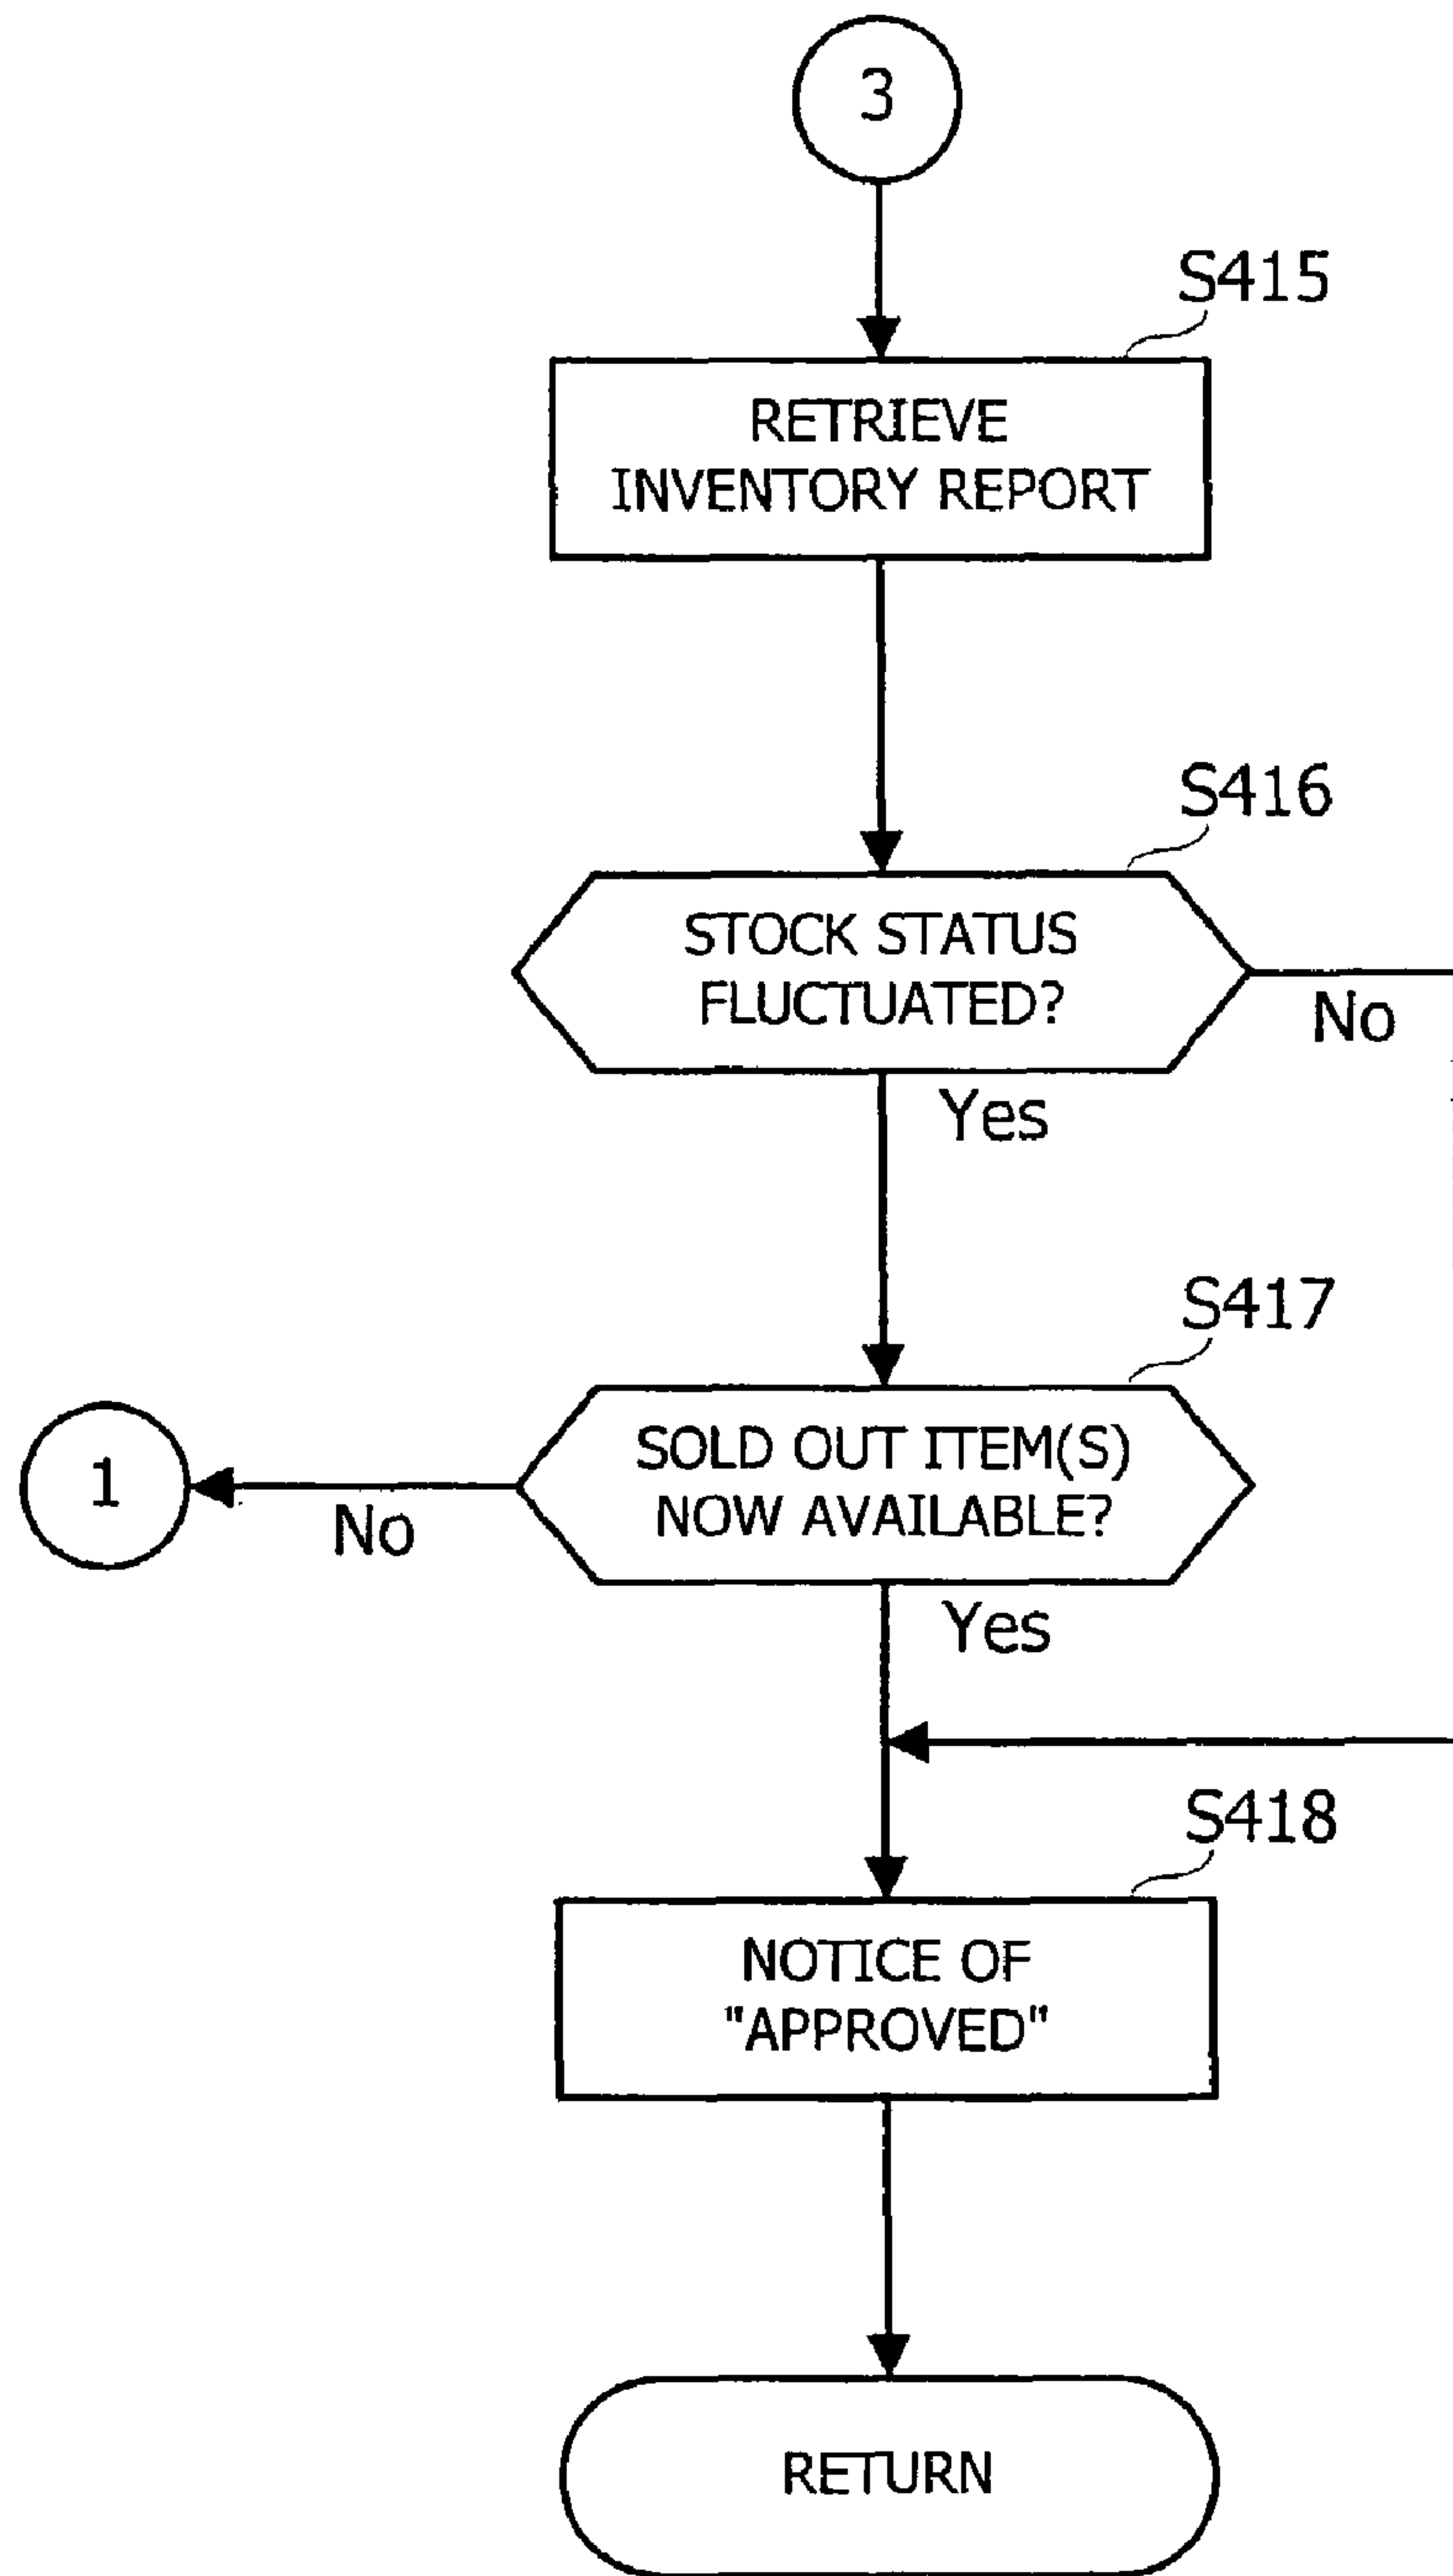 3
S415
RETRIEVE
INVENTORY REPORT
S416
STOCK STATUS
FLUCTUATED?
No
Yes
S417
SOLD OUT ITEM(S)
NOW AVAILABLE?
1
No
Yes
S418
NOTICE OF
"APPROVED"
RETURN